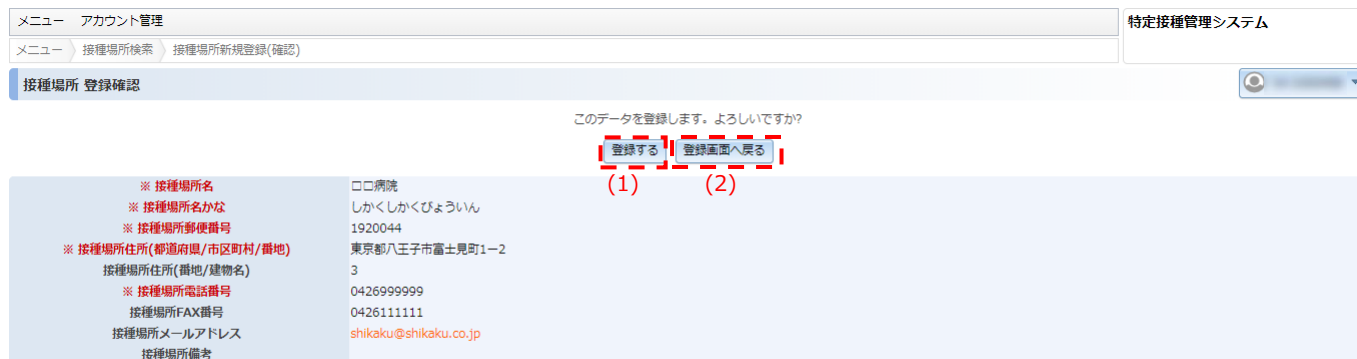 メニュー アカウント管理
特定接種管理システム
メニュー 接種場所検索 接種場所新規登録(確認)
接種場所 登録確認
このデータを登録します。よろしいですか?
登録する 登録画面へ戻る
(1) (2)
※ 接種場所名 □□病院
※ 接種場所名かな しかくしかくびょういん
※ 接種場所郵便番号 1920044
※ 接種場所住所(都道府県/市区町村/番地) 東京都八王子市富士見町1ー2
接種場所住所(番地/建物名) 3
※ 接種場所電話番号 0426999999
接種場所FAX番号 0426111111
接種場所メールアドレス shikaku@shikaku.co.jp
接種場所備考